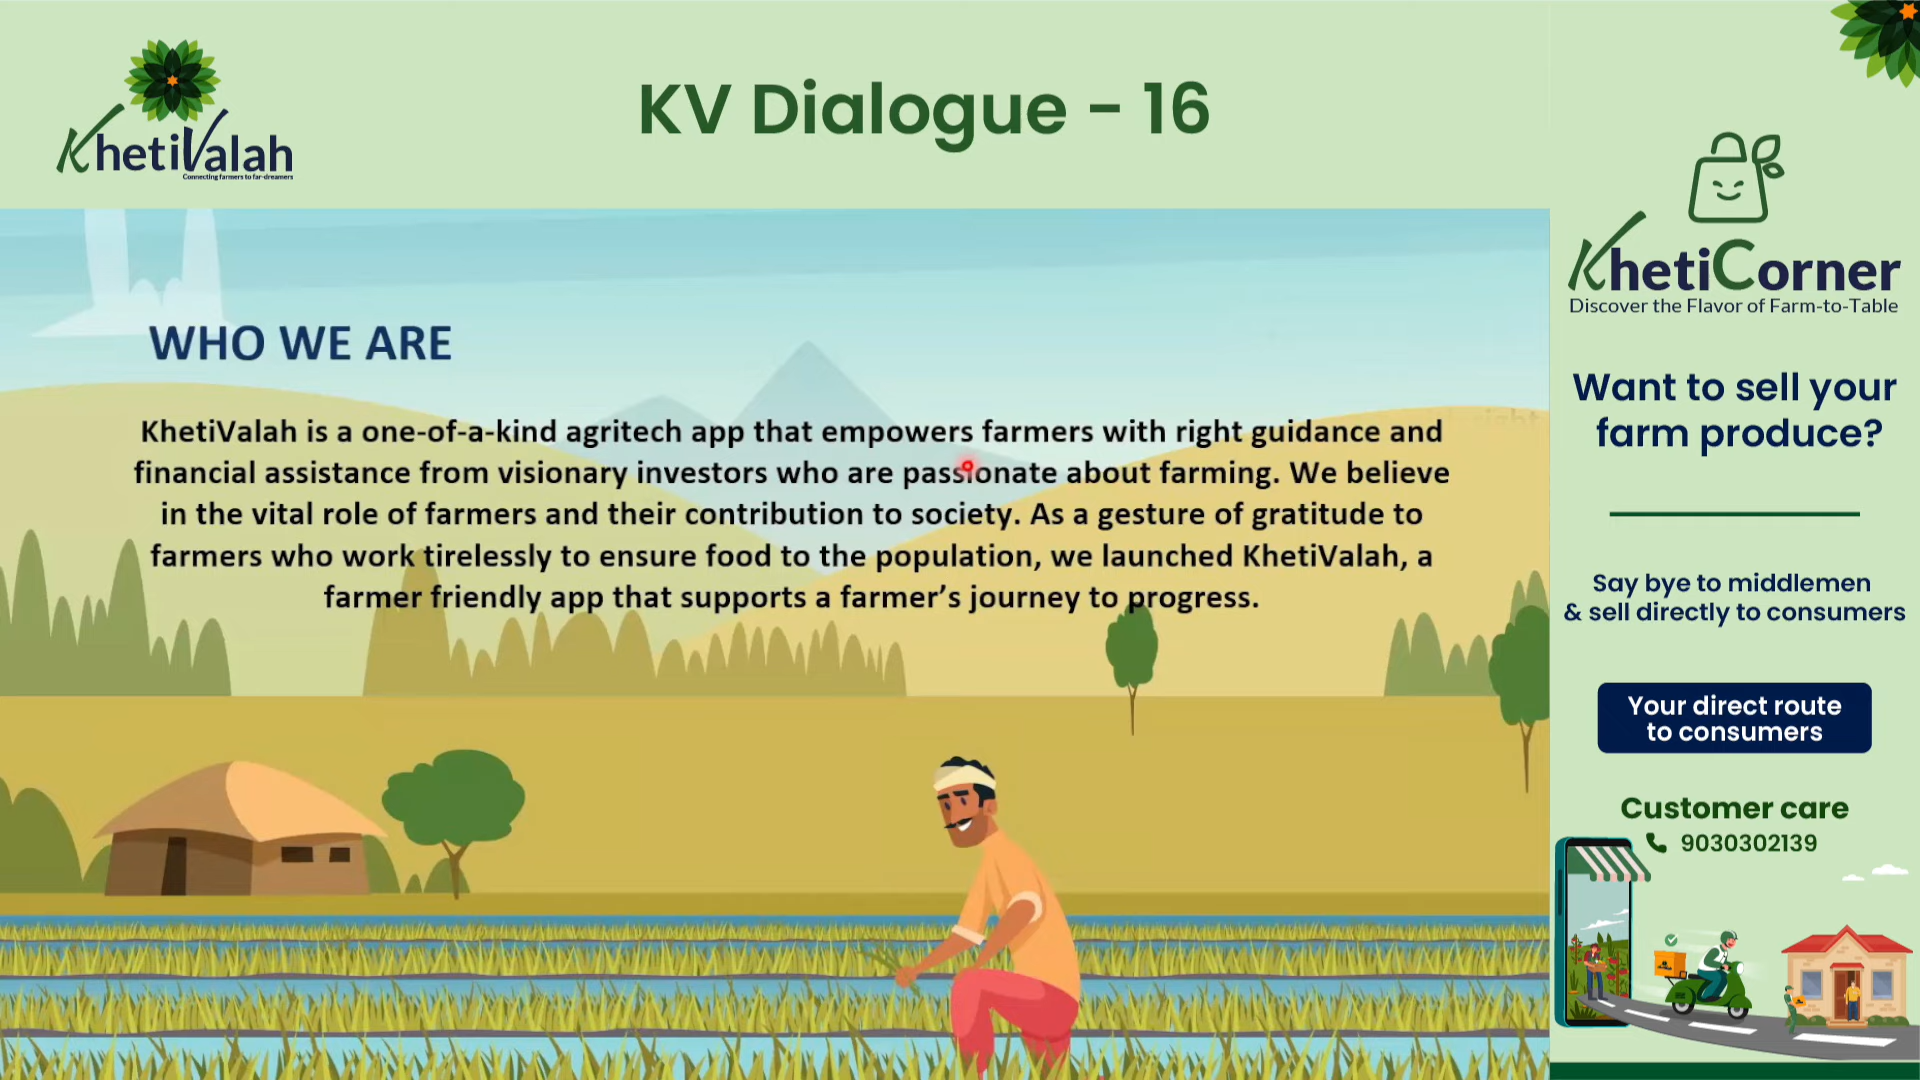 KhetiValah
Connecting farmers to far-dreamers
KV Dialogue - 16
WHO WE ARE
KhetiValah is a one-of-a-kind agritech app that empowers farmers with right guidance and
financial assistance from visionary investors who are passionate about farming. We believe
in the vital role of farmers and their contribution to society. As a gesture of gratitude to
farmers who work tirelessly to ensure food to the population, we launched KhetiValah, a
farmer friendly app that supports a farmer’s journey to progress.
KhetiCorner
Discover the Flavor of Farm-to-Table
Want to sell your
farm produce?
Say bye to middlemen
& sell directly to consumers
Your direct route
to consumers
Customer care
9030302139